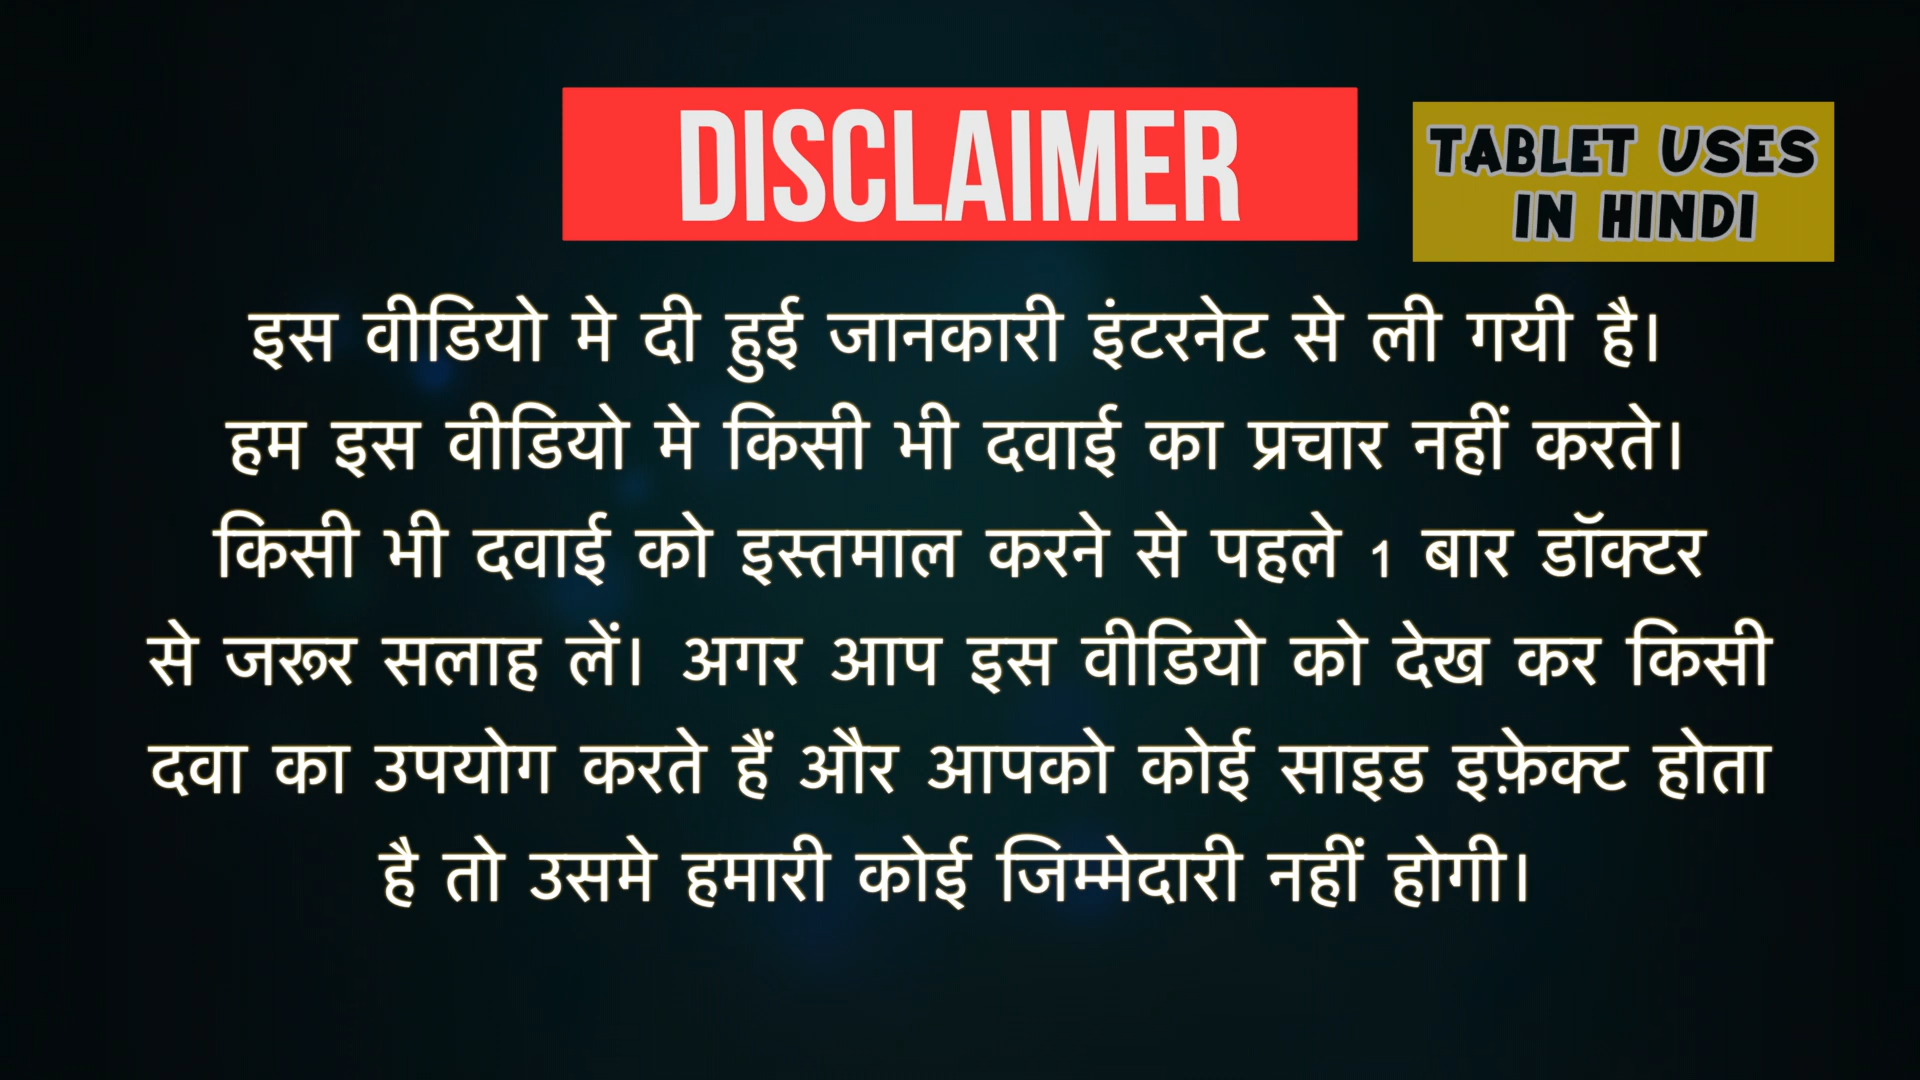 DISCLAIMER
TABLET USES
IN HINDI
इस वीडियो मे दी हुई जानकारी इंटरनेट से ली गयी है।
हम इस वीडियो मे किसी भी दवाई का प्रचार नहीं करते।
किसी भी दवाई को इस्तमाल करने से पहले 1 बार डॉक्टर
से जरूर सलाह लें। अगर आप इस वीडियो को देख कर किसी
दवा का उपयोग करते हैं और आपको कोई साइड इफ़ेक्ट होता
है तो उसमे हमारी कोई जिम्मेदारी नहीं होगी।